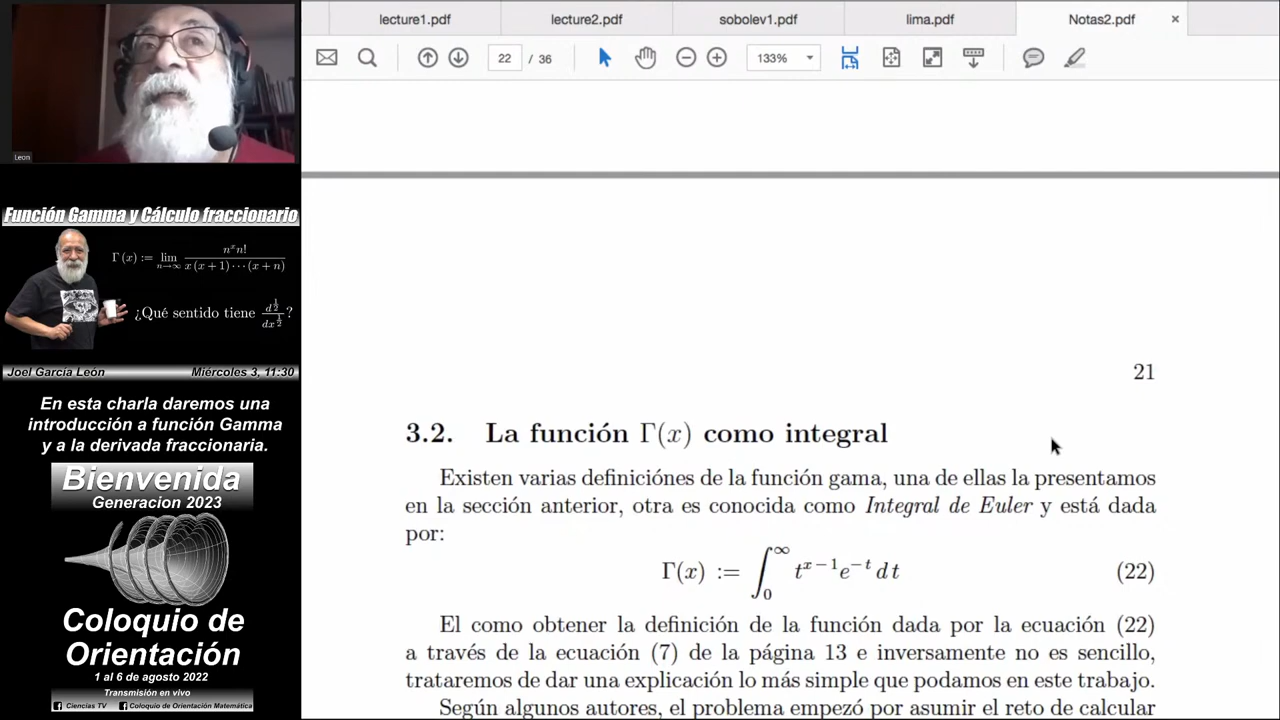 lecture1.pdf
lecture2.pdf
sobolev1.pdf
lima.pdf
Notas2.pdf
×
22 / 36
133%
Leon
Función Gamma y Cálculo fraccionario
Γ(x) := lim n→∞ n^x n! / x(x+1)···(x+n)
¿Qué sentido tiene d^{1/2}/dx^{1/2}?
Joel García León
Miércoles 3, 11:30
En esta charla daremos una
introducción a función Gamma
y a la derivada fraccionaria.
Bienvenida
Generacion 2023
Coloquio de
Orientación
1 al 6 de agosto 2022
Transmisión en vivo
f Ciencias TV
f Coloquio de Orientación Matemática
21
3.2. La función Γ(x) como integral
Existen varias definiciónes de la función gama, una de ellas la presentamos
en la sección anterior, otra es conocida como Integral de Euler y está dada
por:
Γ(x) := ∫_0^∞ t^{x−1} e^{−t} dt (22)
El como obtener la definición de la función dada por la ecuación (22)
a través de la ecuación (7) de la página 13 e inversamente no es sencillo,
trataremos de dar una explicación lo más simple que podamos en este trabajo.
Según algunos autores, el problema empezó por asumir el reto de calcular